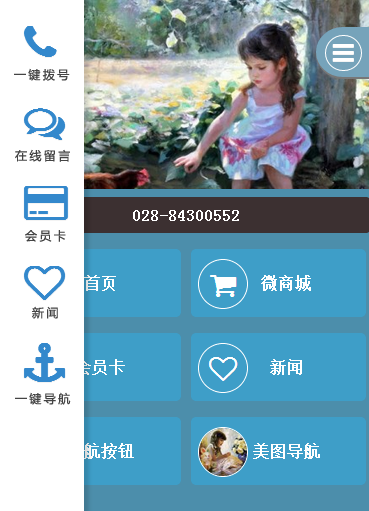 一键拨号
在线留言
会员卡
新闻
一键导航
028-84300552
首页
微商城
会员卡
新闻
航按钮
美图导航